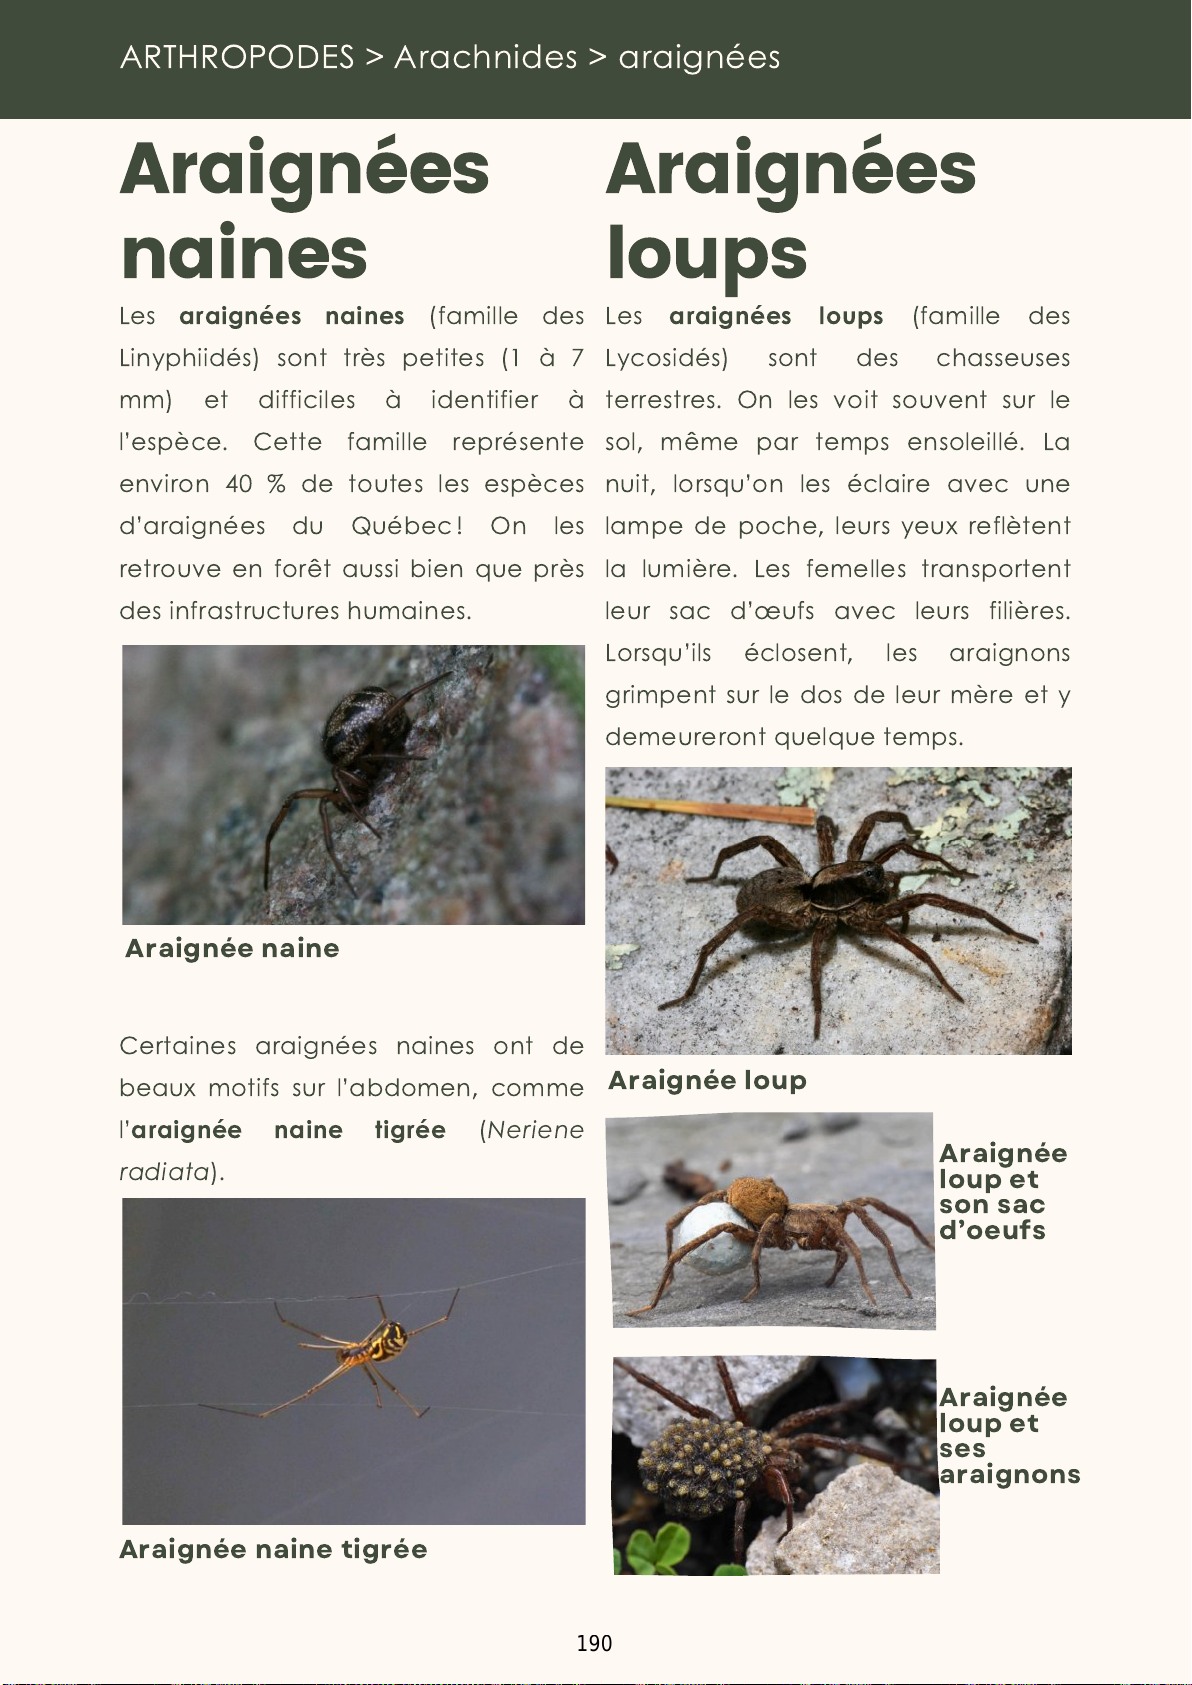 ARTHROPODES > Arachnides > araignées
Araignées
naines
Les araignées naines (famille des
Linyphiidés) sont très petites (1 à 7
mm) et difficiles à identifier à
l'espèce. Cette famille représente
environ 40 % de toutes les espèces
d'araignées du Québec! On les
retrouve en forêt aussi bien que près
des infrastructures humaines.
Araignée naine
Certaines araignées naines ont de
beaux motifs sur l'abdomen, comme
l'araignée naine tigrée (Neriene
radiata).
Araignée naine tigrée
Araignées
loups
Les araignées loups (famille des
Lycosidés) sont des chasseuses
terrestres. On les voit souvent sur le
sol, même par temps ensoleillé. La
nuit, lorsqu'on les éclaire avec une
lampe de poche, leurs yeux reflètent
la lumière. Les femelles transportent
leur sac d'œufs avec leurs filières.
Lorsqu'ils éclosent, les araignons
grimpent sur le dos de leur mère et y
demeureront quelque temps.
Araignée loup
Araignée
loup et
son sac
d'oeufs
Araignée
loup et
ses
araignons
190